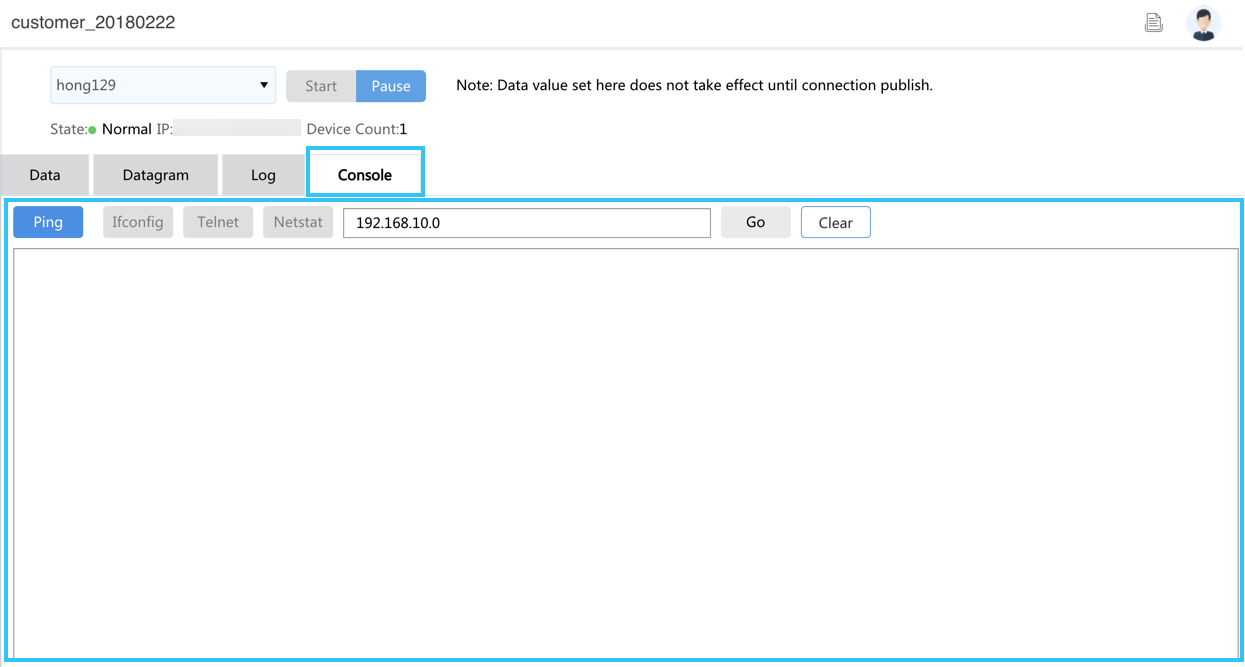 customer_20180222
hong129 Start Pause Note: Data value set here does not take effect until connection publish.
State: Normal IP: Device Count:1
Data Datagram Log Console
Ping Ifconfig Telnet Netstat 192.168.10.0 Go Clear